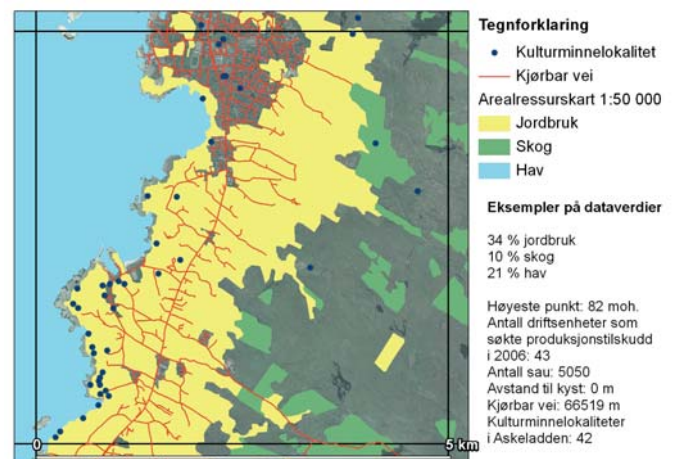 Tegnforklaring
Kulturminnelokalitet
Kjørbar vei
Arealressurskart 1:50 000
Jordbruk
Skog
Hav
Eksempler på dataverdier
34 % jordbruk
10 % skog
21 % hav
Høyeste punkt: 82 moh.
Antall driftsenheter som
søkte produksjonstilskudd
i 2006: 43
Antall sau: 5050
Avstand til kyst: 0 m
Kjørbar vei: 66519 m
Kulturminnelokaliteter
i Askeladden: 42
0
5 km